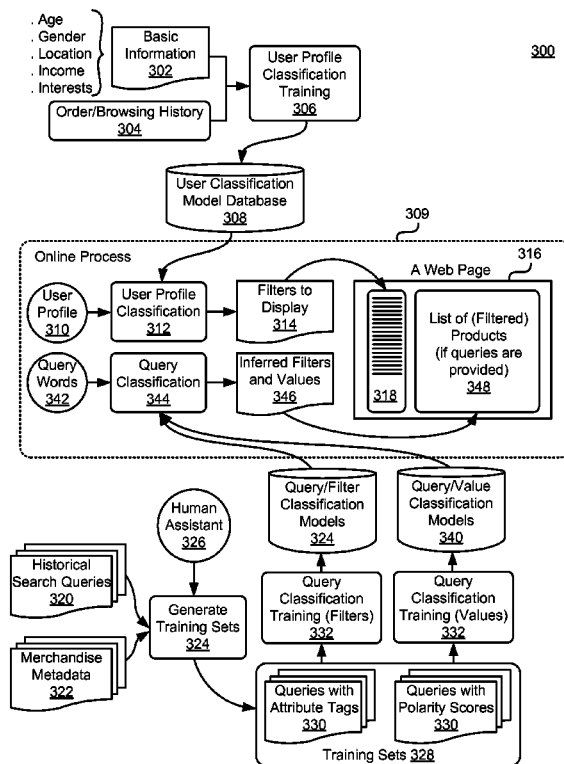 . Age
. Gender
. Location
. Income
. Interests
Basic
Information
302
Order/Browsing History
304
User Profile
Classification
Training
306
300
User Classification
Model Database
308
309
Online Process
User
Profile
310
User Profile
Classification
312
Filters to
Display
314
316
A Web Page
318
List of (Filtered)
Products
(if queries are
provided)
348
Query
Words
342
Query
Classification
344
Inferred Filters
and Values
346
Query/Filter
Classification
Models
324
Query/Value
Classification
Models
340
Human
Assistant
326
Historical
Search Queries
320
Merchandise
Metadata
322
Generate
Training Sets
324
Query
Classification
Training (Filters)
332
Query
Classification
Training (Values)
332
Queries with
Attribute Tags
330
Queries with
Polarity Scores
330
Training Sets 328